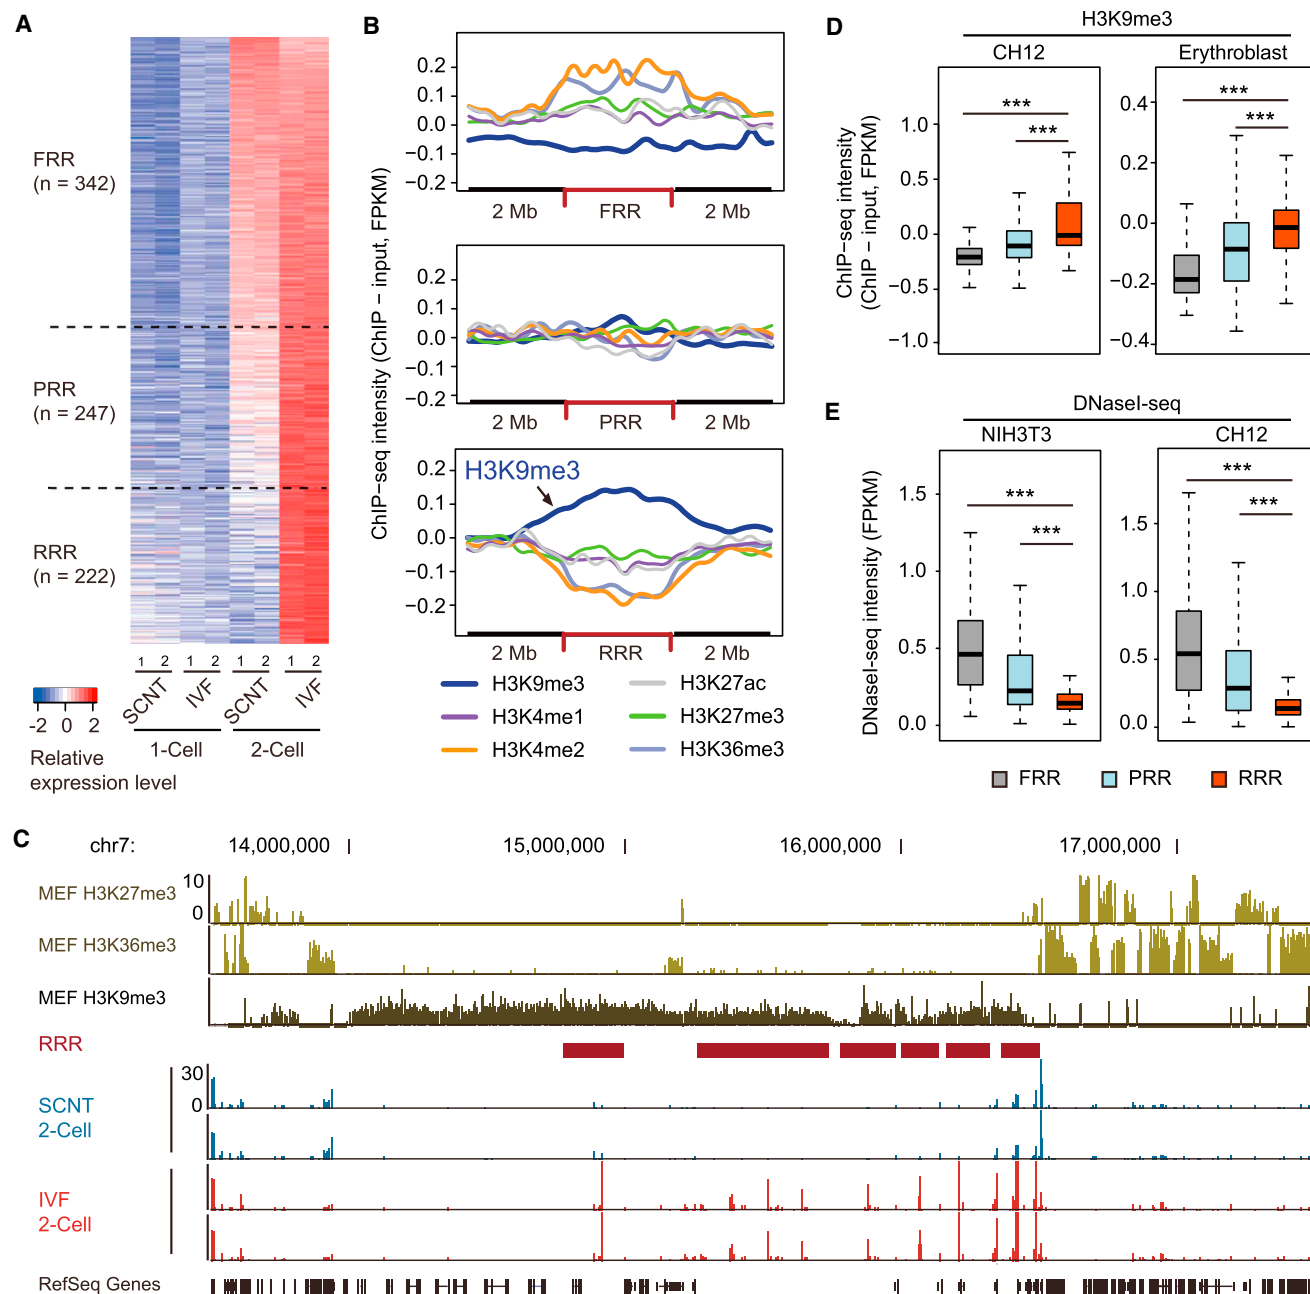 A
FRR
(n = 342)
PRR
(n = 247)
RRR
(n = 222)
1 2 1 2 1 2 1 2
SCNT IVF SCNT IVF
1-Cell 2-Cell
-2 0 2
Relative
expression level
B
ChIP-seq intensity (ChIP − input, FPKM)
0.2
0.1
0.0
−0.1
−0.2
2 Mb FRR 2 Mb
0.2
0.1
0.0
−0.1
−0.2
2 Mb PRR 2 Mb
H3K9me3
0.2
0.1
0.0
−0.1
−0.2
2 Mb RRR 2 Mb
H3K9me3 H3K27ac
H3K4me1 H3K27me3
H3K4me2 H3K36me3
D
H3K9me3
CH12 Erythroblast
ChIP−seq intensity
(ChIP − input, FPKM)
1.0
0.5
0.0
−0.5
−1.0
***
***
0.4
0.2
0.0
−0.2
−0.4
***
***
E
DNaseI-seq
NIH3T3 CH12
DNaseI-seq intensity (FPKM)
1.5
1.0
0.5
0.0
***
***
1.5
1.0
0.5
0.0
***
***
FRR PRR RRR
C
chr7: 14,000,000 15,000,000 16,000,000 17,000,000
MEF H3K27me3 10
0
MEF H3K36me3
MEF H3K9me3
RRR
SCNT
2-Cell
30
0
IVF
2-Cell
RefSeq Genes